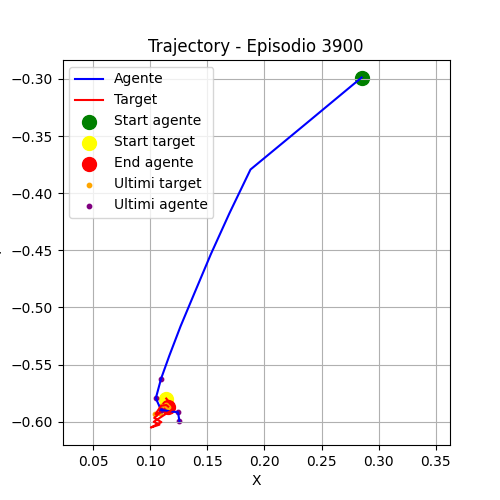 Trajectory - Episodio 3900
Agente
Target
Start agente
Start target
End agente
Ultimi target
Ultimi agente
−0.30
−0.35
−0.40
−0.45
−0.50
−0.55
−0.60
0.05 0.10 0.15 0.20 0.25 0.30 0.35
X